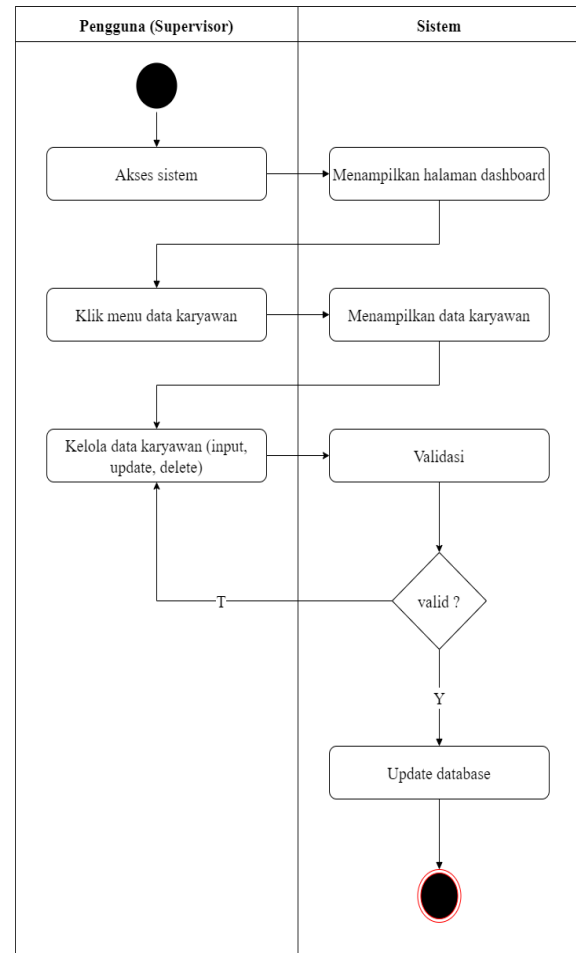 Pengguna (Supervisor)
Sistem
Akses sistem
Menampilkan halaman dashboard
Klik menu data karyawan
Menampilkan data karyawan
Kelola data karyawan (input,
update, delete)
Validasi
valid ?
T
Y
Update database